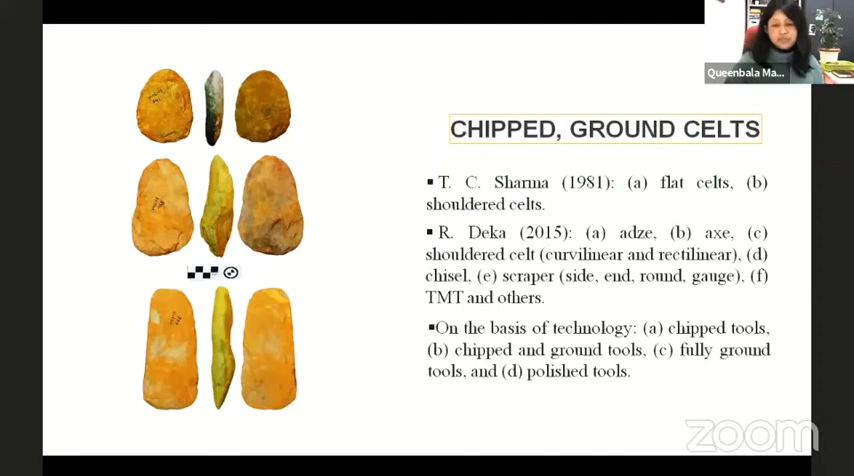 Queenbala Ma...
CHIPPED, GROUND CELTS
▪ T. C. Sharma (1981): (a) flat celts, (b)
shouldered celts.
▪ R. Deka (2015): (a) adze, (b) axe, (c)
shouldered celt (curvilinear and rectilinear), (d)
chisel, (e) scraper (side, end, round, gauge), (f)
TMT and others.
▪On the basis of technology: (a) chipped tools,
(b) chipped and ground tools, (c) fully ground
tools, and (d) polished tools.
zoom